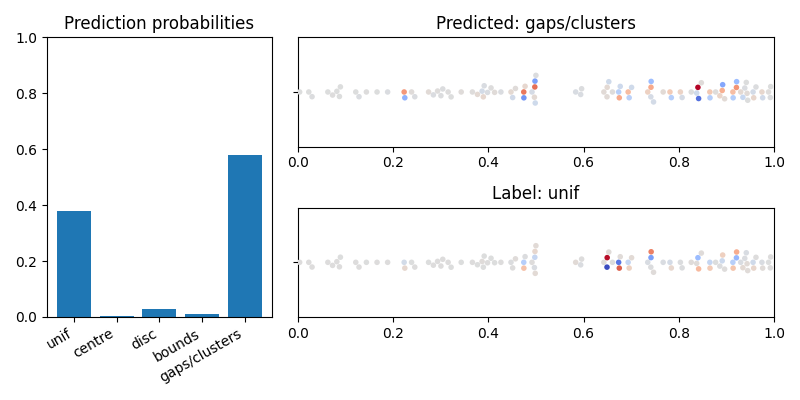 Prediction probabilities
1.0
0.8
0.6
0.4
0.2
0.0
unif
centre
disc
bounds
gaps/clusters
Predicted: gaps/clusters
0.0 0.2 0.4 0.6 0.8 1.0
Label: unif
0.0 0.2 0.4 0.6 0.8 1.0